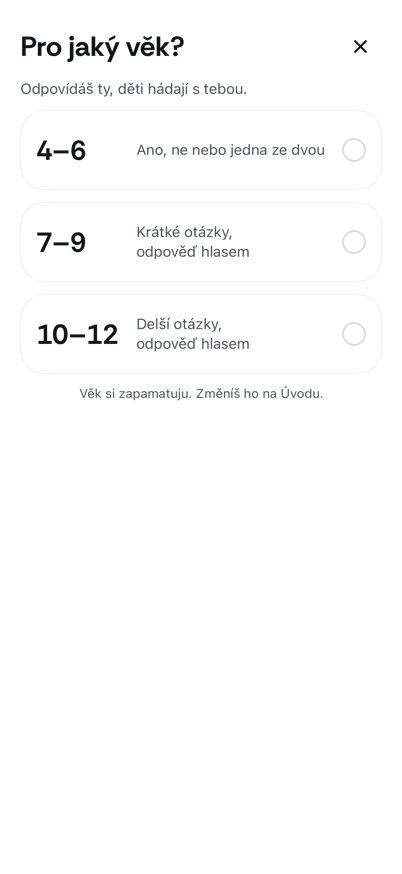 Pro jaký věk?
Odpovídáš ty, děti hádají s tebou.
4–6
Ano, ne nebo jedna ze dvou
7–9
Krátké otázky,
odpověď hlasem
10–12
Delší otázky,
odpověď hlasem
Věk si zapamatuju. Změníš ho na Úvodu.